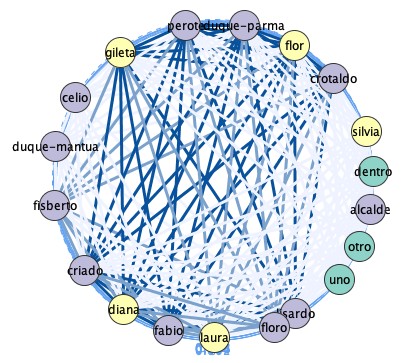 perote
duque-parma
flor
gileta
crotaldo
celio
silvia
duque-mantua
dentro
fisberto
alcalde
otro
criado
uno
diana
lisardo
fabio
laura
floro